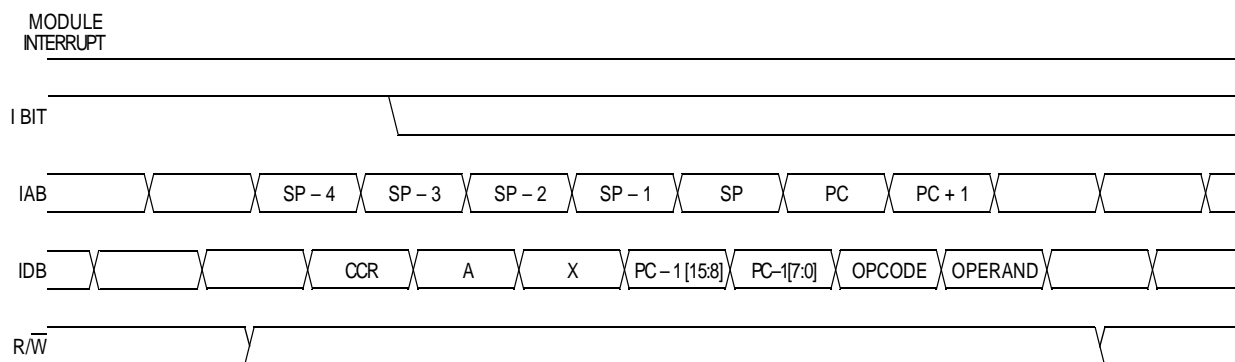 MODULE
INTERRUPT
I BIT
IAB SP – 4 SP – 3 SP – 2 SP – 1 SP PC PC + 1
IDB CCR A X PC – 1 [15:8] PC–1[7:0] OPCODE OPERAND
R/W̅